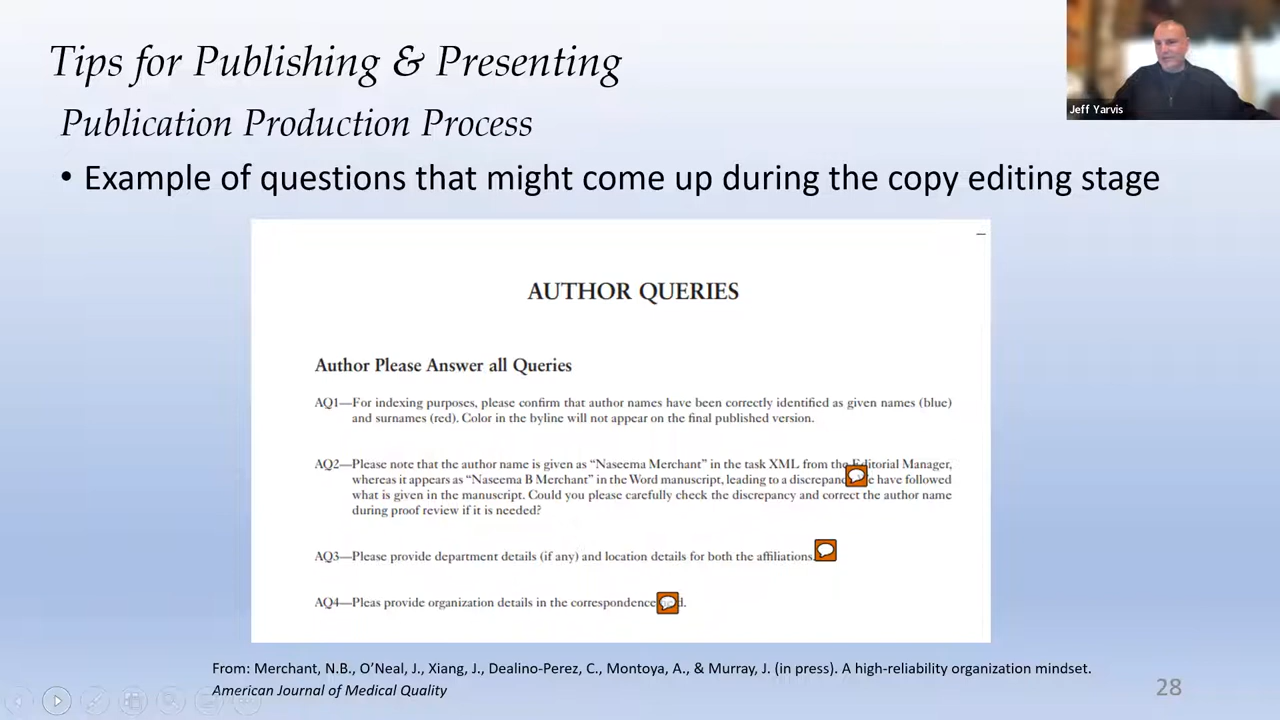 Tips for Publishing & Presenting
Jeff Yarvis
Publication Production Process
• Example of questions that might come up during the copy editing stage
AUTHOR QUERIES
Author Please Answer all Queries
AQ1—For indexing purposes, please confirm that author names have been correctly identified as given names (blue)
and surnames (red). Color in the byline will not appear on the final published version.
AQ2—Please note that the author name is given as “Naseema Merchant” in the task XML from the Editorial Manager,
whereas it appears as “Naseema B Merchant” in the Word manuscript, leading to a have followed
what is given in the manuscript. Could you please carefully check the discrepancy and correct the author name
during proof review if it is needed?
AQ3—Please provide department details (if any) and location details for both the affiliations.
AQ4—Pleas provide organization details in the correspondence
From: Merchant, N.B., O’Neal, J., Xiang, J., Dealino-Perez, C., Montoya, A., & Murray, J. (in press). A high-reliability organization mindset.
American Journal of Medical Quality
28